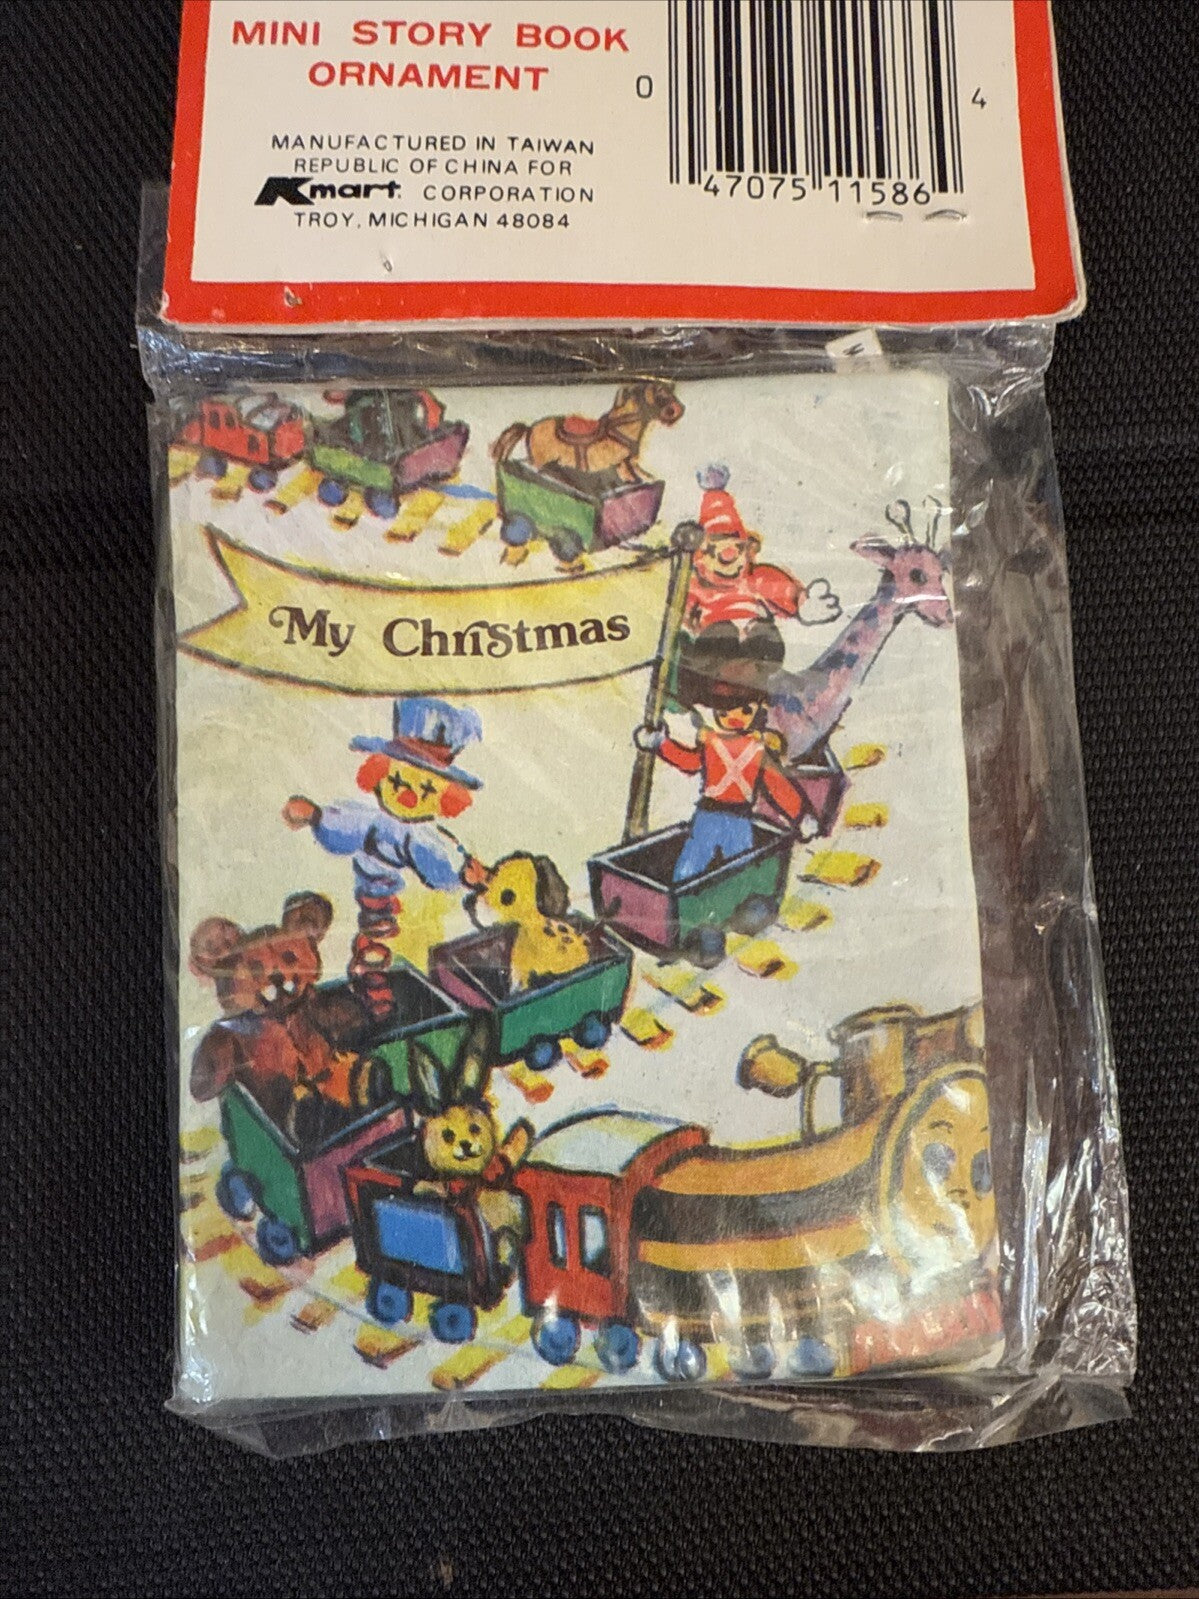 MINI STORY BOOK
ORNAMENT
MANUFACTURED IN TAIWAN
REPUBLIC OF CHINA FOR
Kmart. CORPORATION
TROY, MICHIGAN 48084
0 47075 11586 4
My Christmas